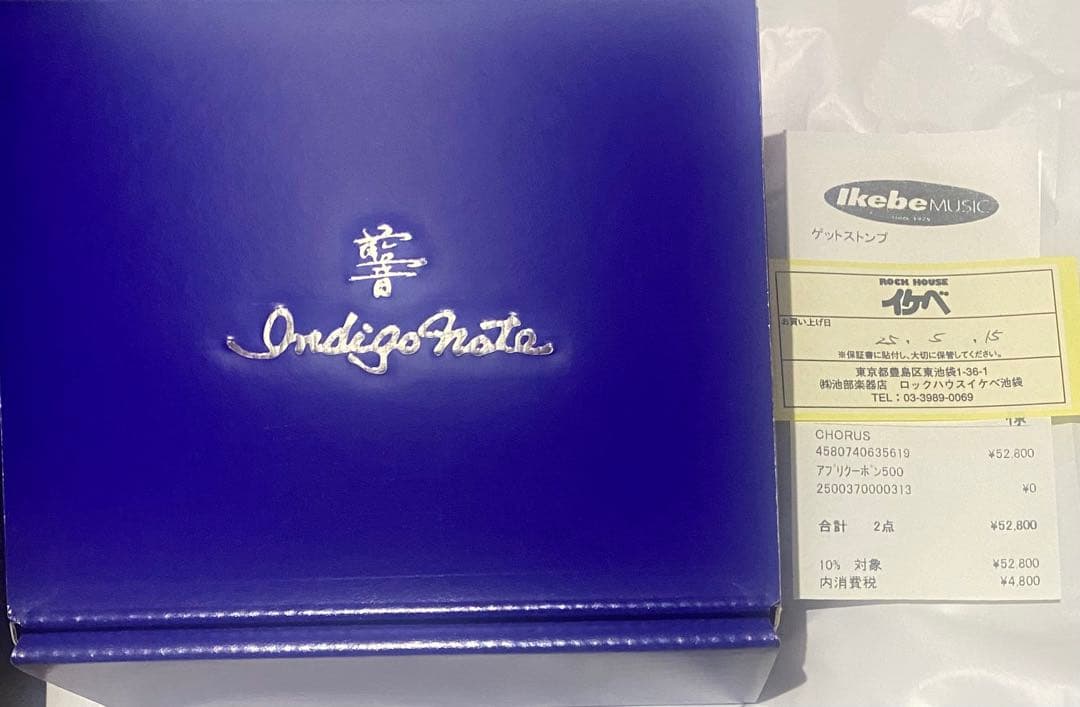 響
Indigo Note
Ikebe MUSIC
since 1975
ゲットストンプ
ROCK HOUSE
イケベ
お買い上げ日
25 . 5 . 15
※保証書に貼付し、大切に保管してください。
東京都豊島区東池袋1-36-1
㈱池部楽器店 ロックハウスイケベ池袋
TEL：03-3989-0069
CHORUS
4580740635619 ¥52,800
アプリクーポン500
2500370000313 ¥0
合計 2点 ¥52,800
10% 対象 ¥52,800
内消費税 ¥4,800